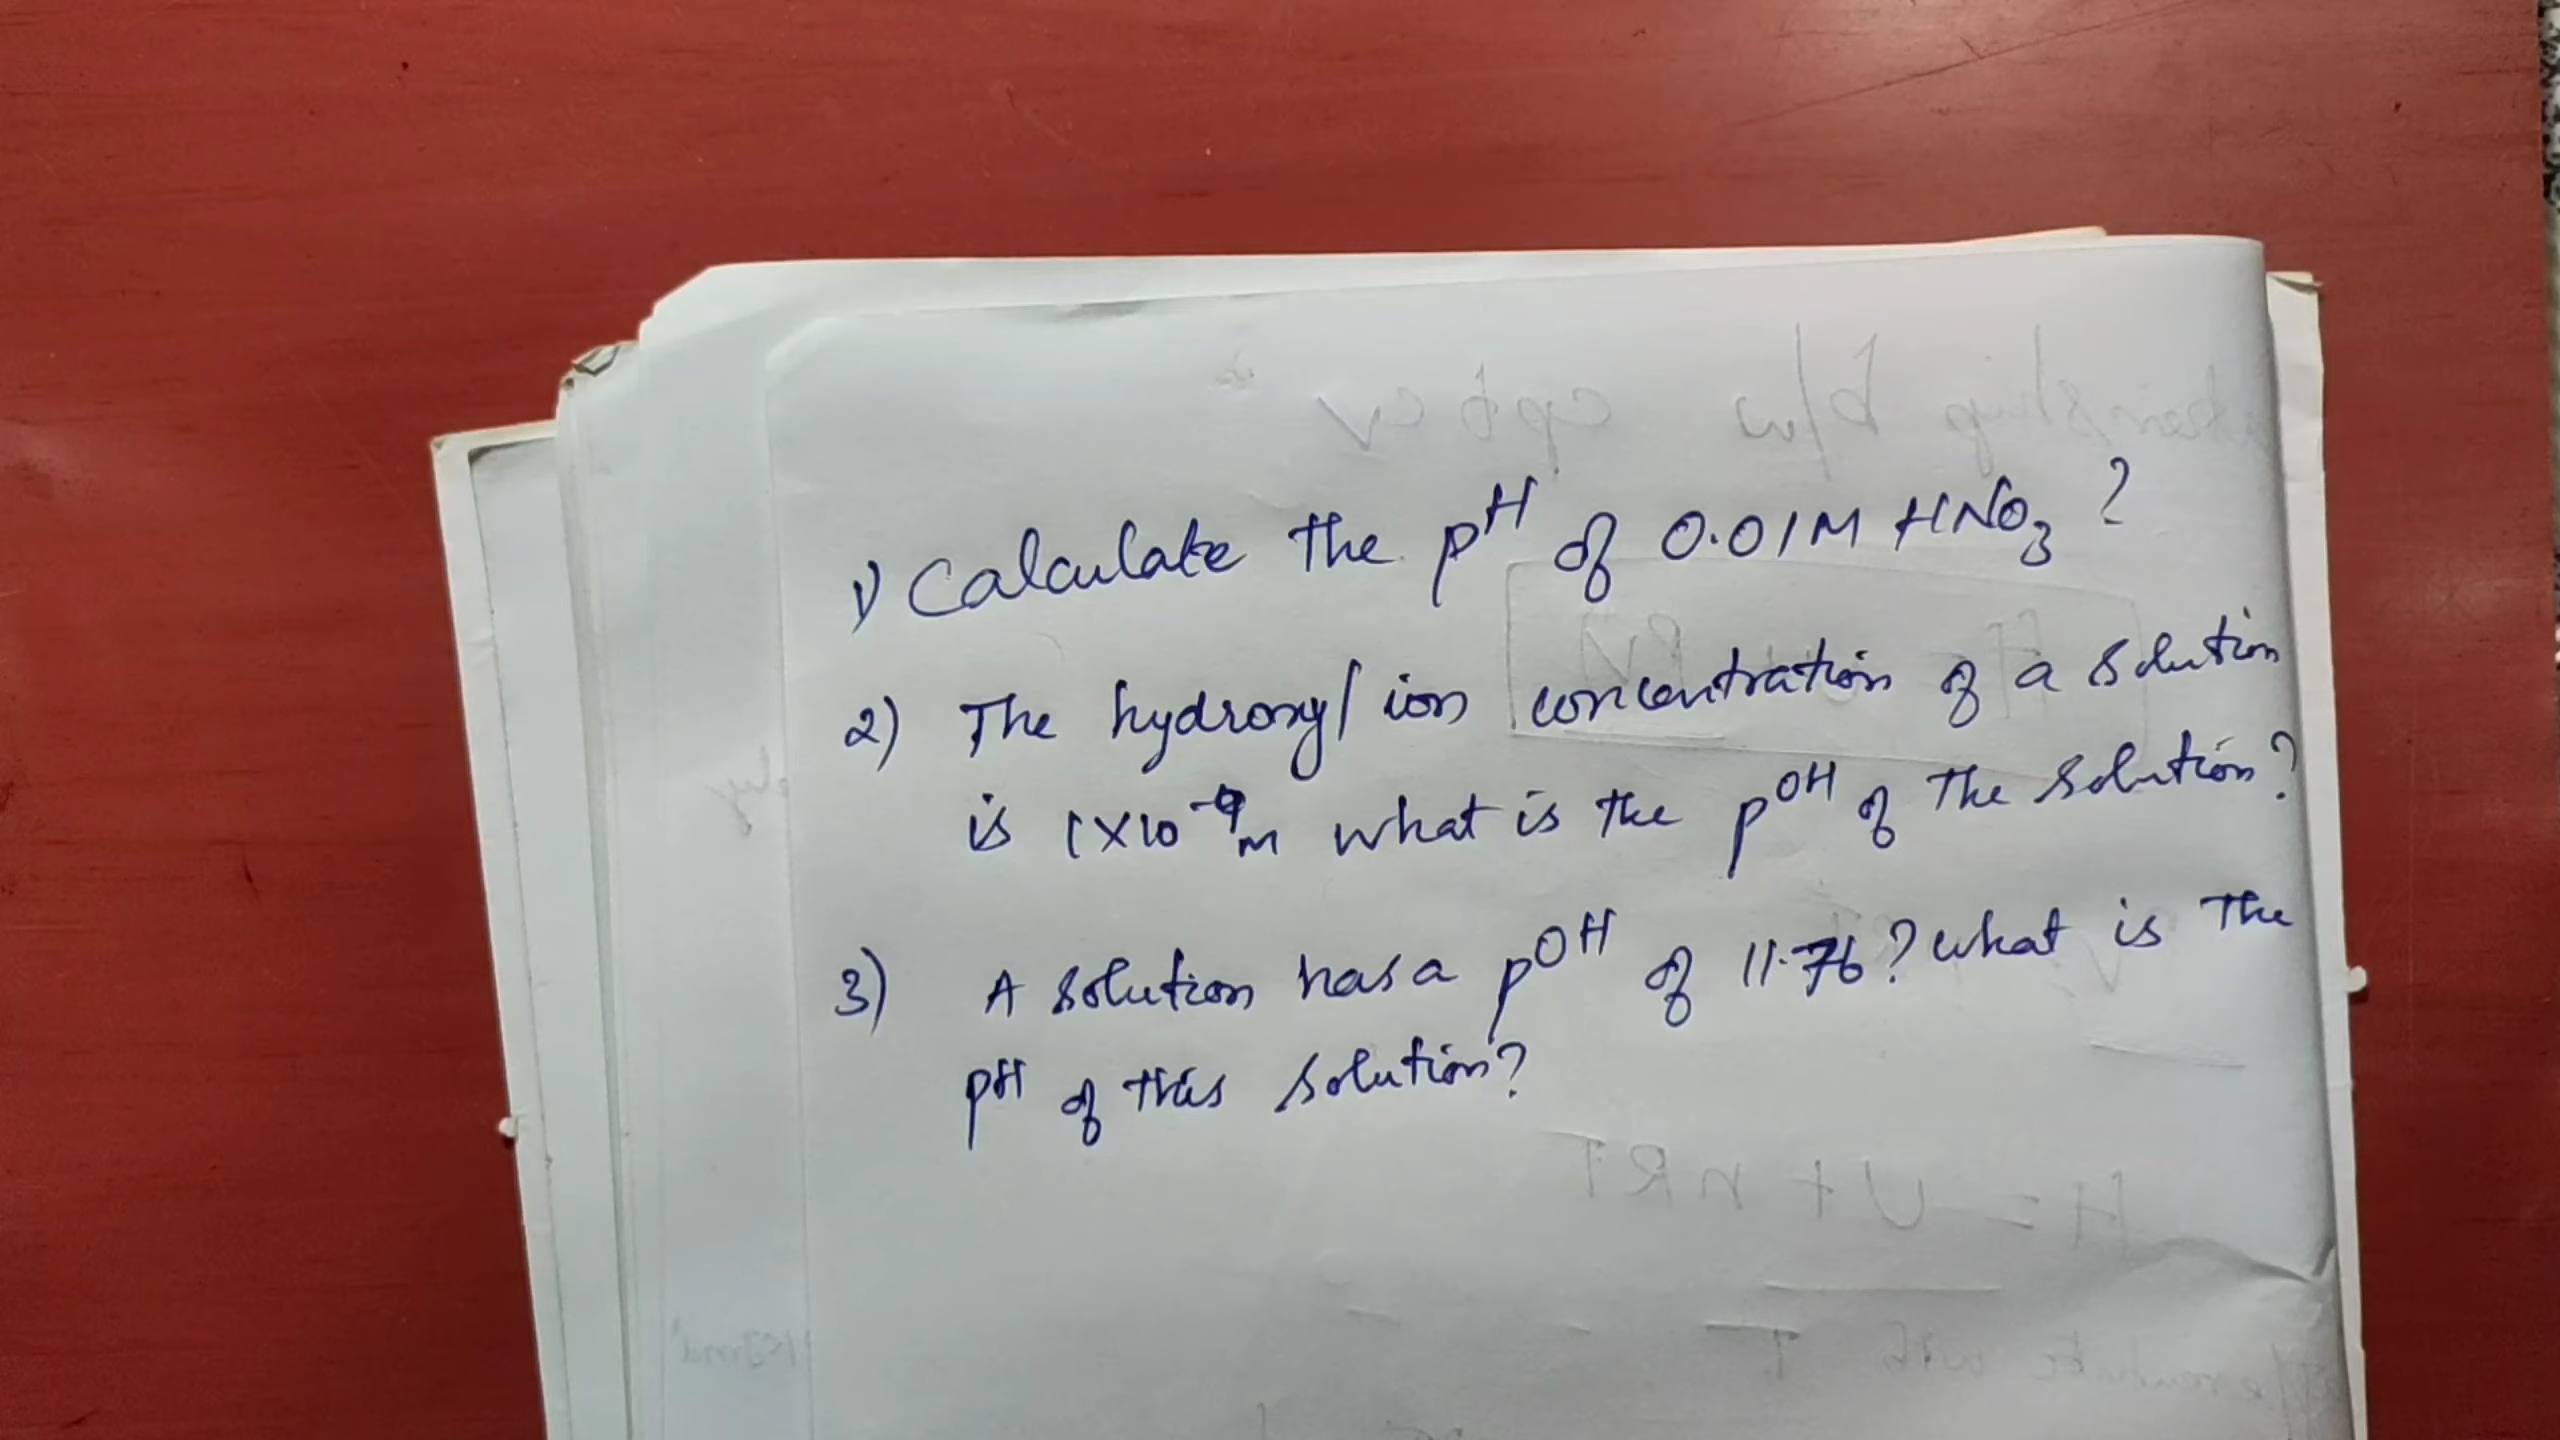 1) Calculate the pH of 0.01M HNO3 ?
2) The hydroxyl ion concentration of a solution
is 1×10^-9 M what is the pOH of the solution?
3) A solution has a pOH of 11.76? what is the
pH of this solution?
H = U + nRT